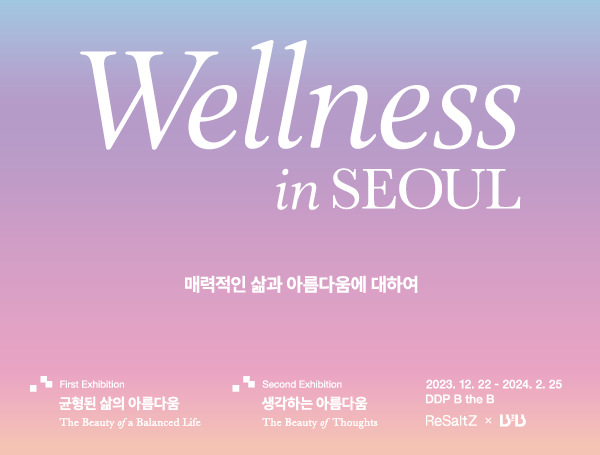 Wellness
in SEOUL
매력적인 삶과 아름다움에 대하여
First Exhibition
균형된 삶의 아름다움
The Beauty of a Balanced Life
Second Exhibition
생각하는 아름다움
The Beauty of Thoughts
2023. 12. 22 - 2024. 2. 25
DDP B the B
ReSaltZ ×